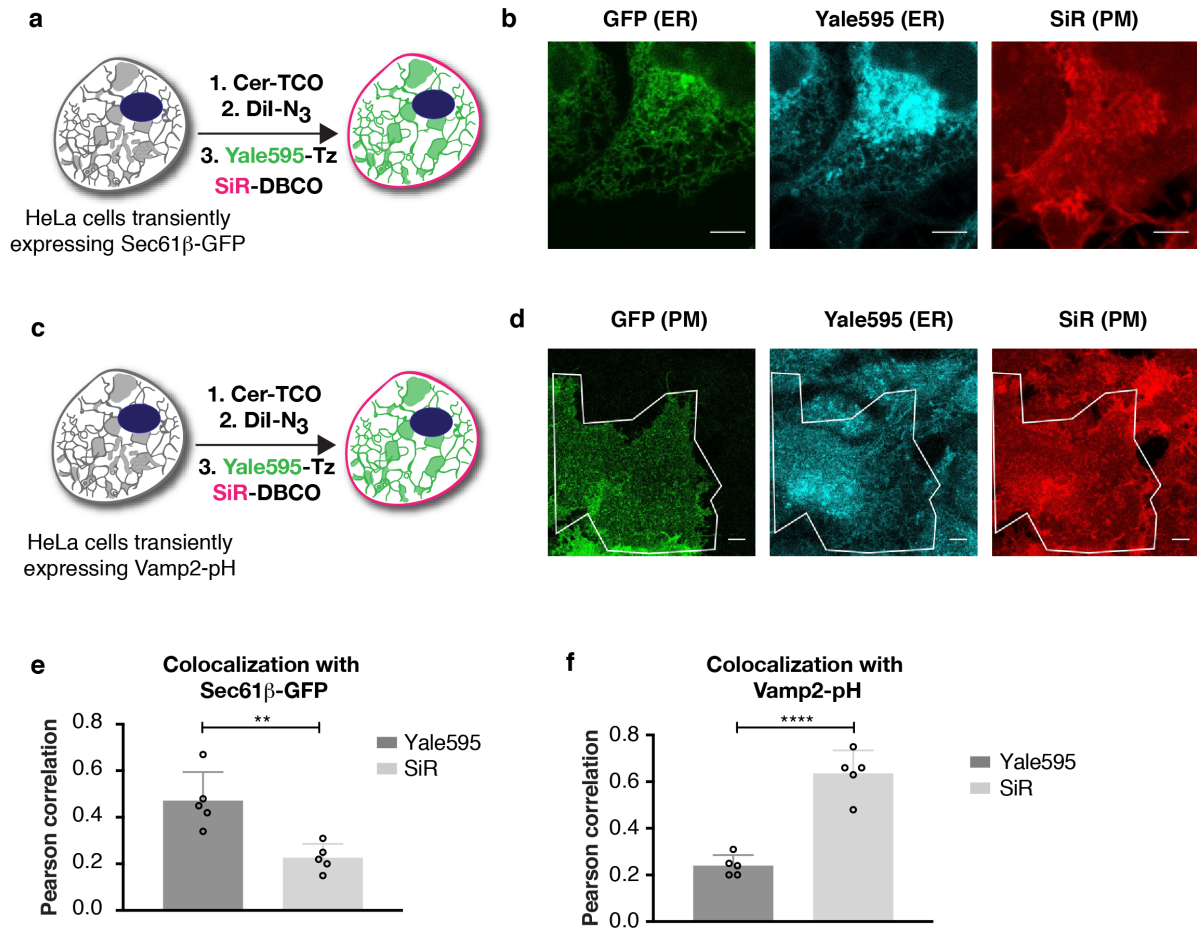 a
1. Cer-TCO
2. DiI-N3
3. Yale595-Tz
SiR-DBCO
HeLa cells transiently
expressing Sec61β-GFP
b
GFP (ER)
Yale595 (ER)
SiR (PM)
c
1. Cer-TCO
2. DiI-N3
3. Yale595-Tz
SiR-DBCO
HeLa cells transiently
expressing Vamp2-pH
d
GFP (PM)
Yale595 (ER)
SiR (PM)
e
Colocalization with
Sec61β-GFP
Pearson correlation
0.8
0.6
0.4
0.2
0.0
**
Yale595
SiR
f
Colocalization with
Vamp2-pH
Pearson correlation
0.8
0.6
0.4
0.2
0.0
****
Yale595
SiR